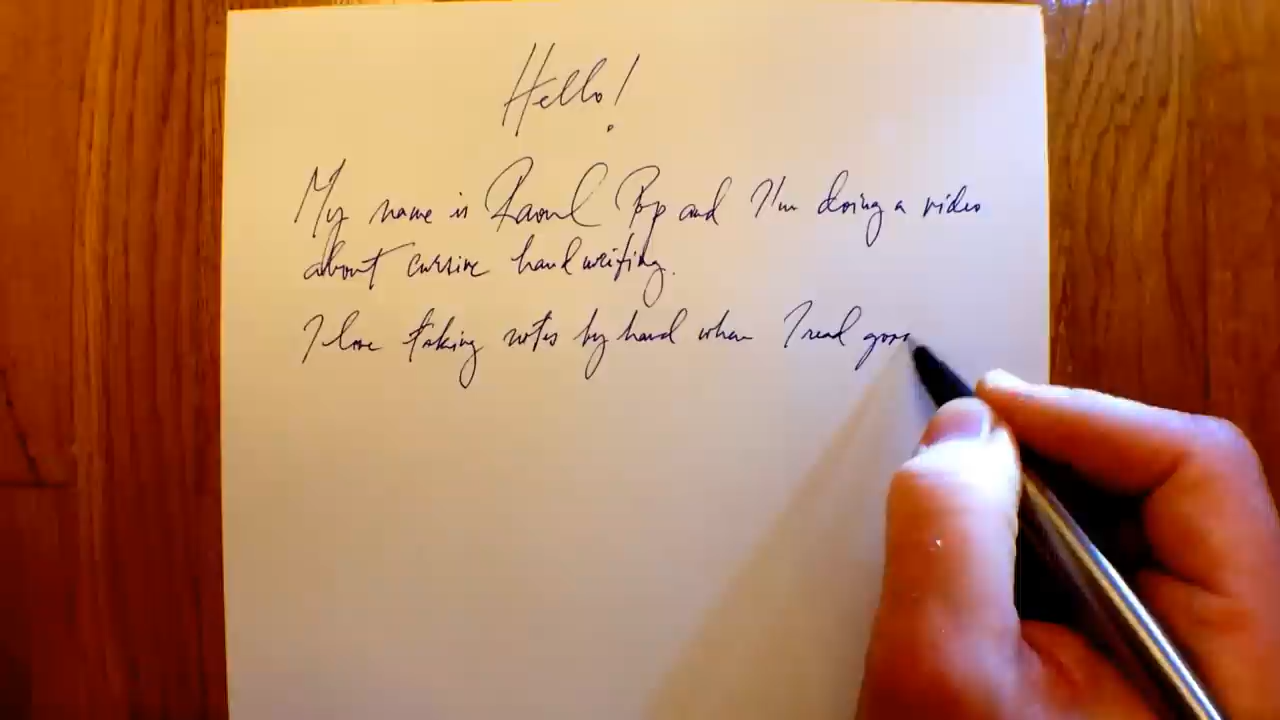 Hello!
My name is Raoul Pop and I'm doing a video
about cursive handwriting.
I love taking notes by hand when I read goo